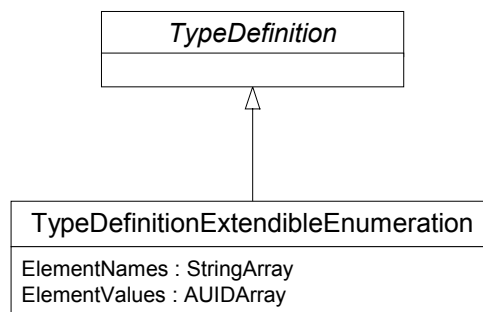 TypeDefinition
TypeDefinitionExtendibleEnumeration
ElementNames : StringArray
ElementValues : AUIDArray